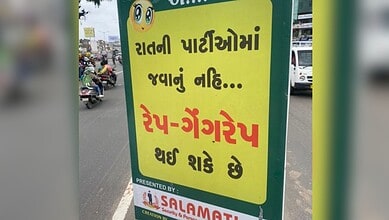 રાતની પાર્ટીઓમાં
જવાનું નહિ...
રેપ-ગેંગરેપ
થઈ શકે છે
PRESENTED BY :
SALAMATI